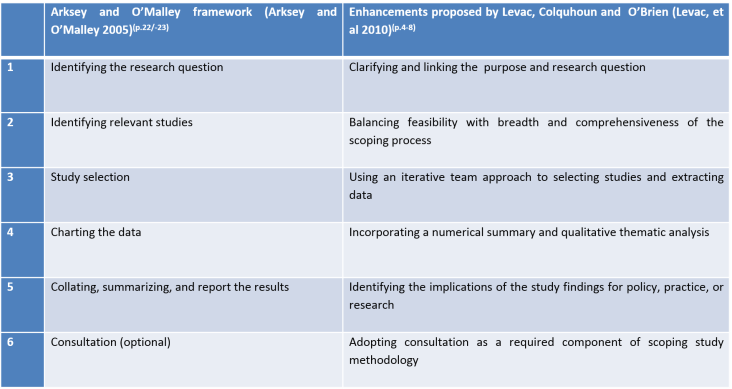 Arksey and O’Malley framework (Arksey and
O’Malley 2005)(p.22/-23)
Enhancements proposed by Levac, Colquhoun and O’Brien (Levac, et
al 2010)(p.4-8)
1
Identifying the research question
Clarifying and linking the purpose and research question
2
Identifying relevant studies
Balancing feasibility with breadth and comprehensiveness of the
scoping process
3
Study selection
Using an iterative team approach to selecting studies and extracting
data
4
Charting the data
Incorporating a numerical summary and qualitative thematic analysis
5
Collating, summarizing, and report the results
Identifying the implications of the study findings for policy, practice, or
research
6
Consultation (optional)
Adopting consultation as a required component of scoping study
methodology